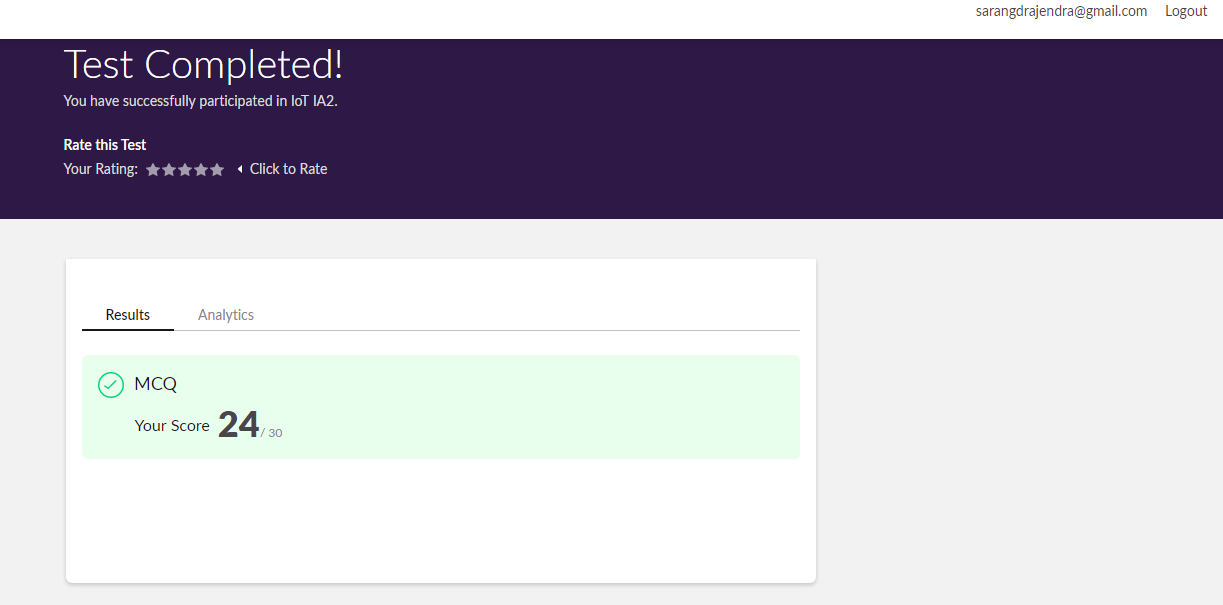 sarangdrajendra@gmail.com Logout
Test Completed!
You have successfully participated in IoT IA2.
Rate this Test
Your Rating: Click to Rate
Results Analytics
MCQ
Your Score 24 / 30